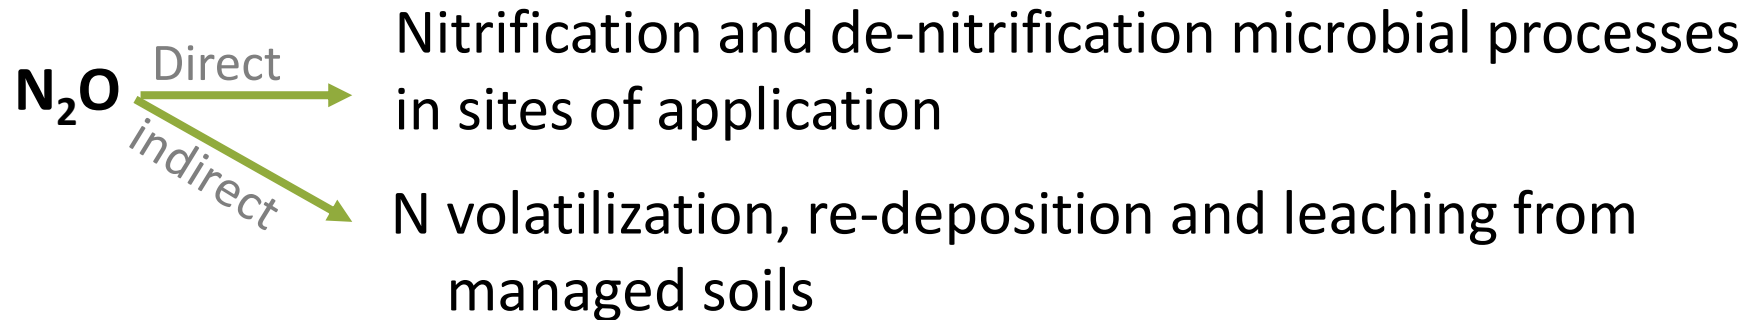 N₂O
Direct
Nitrification and de-nitrification microbial processes
in sites of application
indirect
N volatilization, re-deposition and leaching from
managed soils